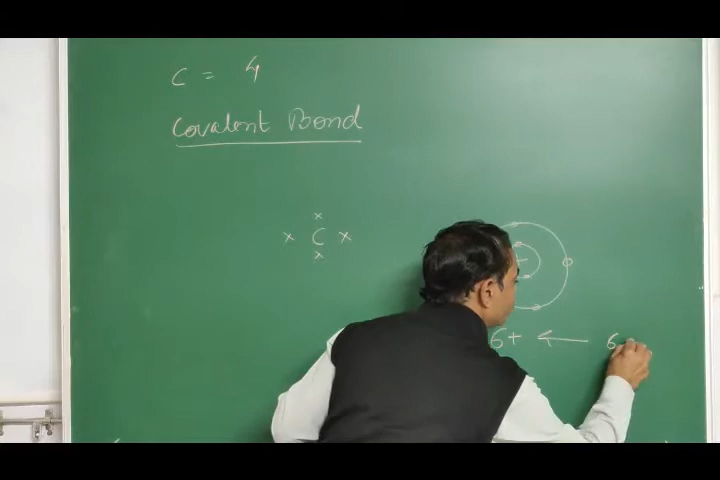 C = 4
Covalent Bond
x
x C x
x
6+ ← 6